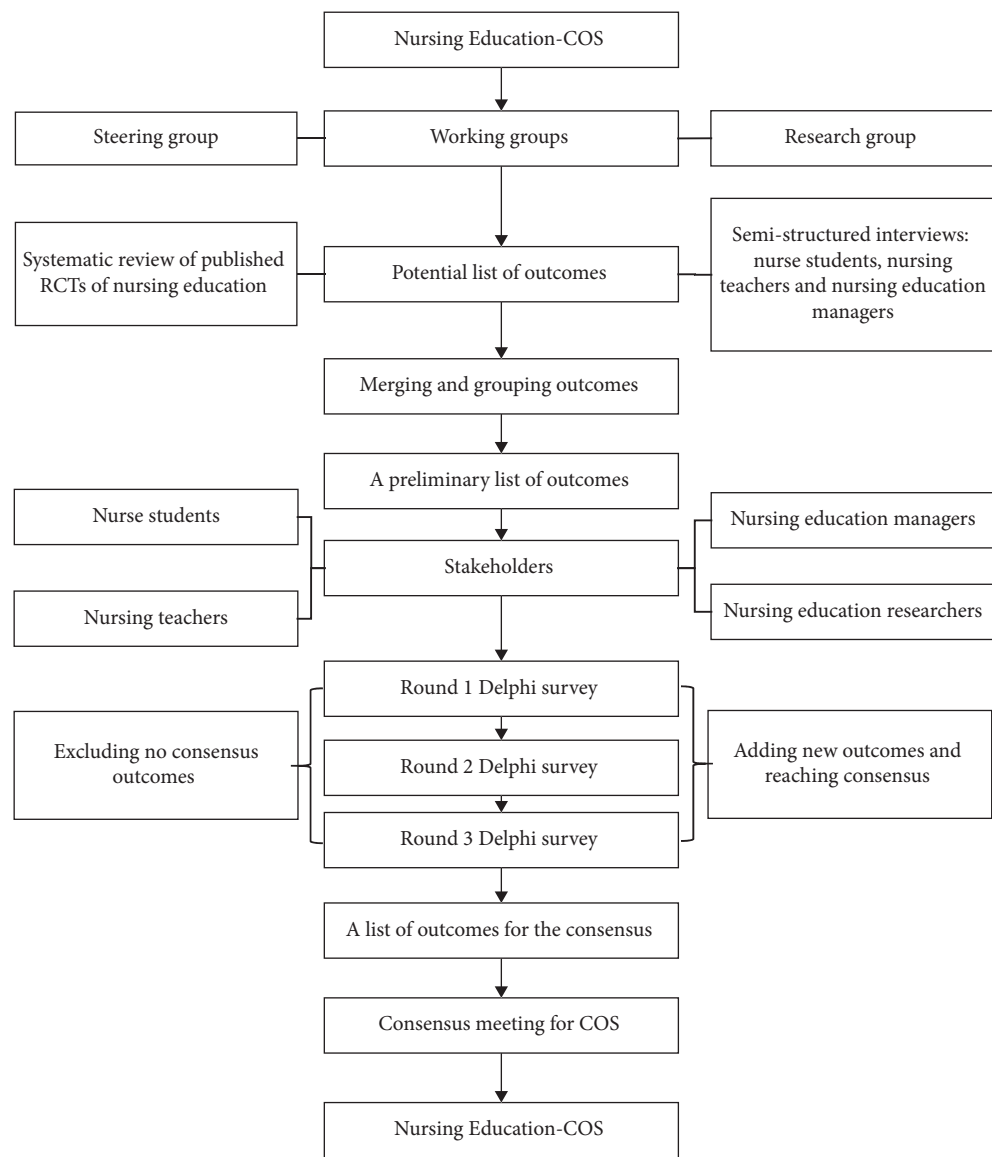 Nursing Education-COS
Steering group
Working groups
Research group
Systematic review of published
RCTs of nursing education
Potential list of outcomes
Semi-structured interviews:
nurse students, nursing
teachers and nursing education
managers
Merging and grouping outcomes
A preliminary list of outcomes
Nurse students
Nursing teachers
Stakeholders
Nursing education managers
Nursing education researchers
Excluding no consensus
outcomes
Round 1 Delphi survey
Round 2 Delphi survey
Round 3 Delphi survey
Adding new outcomes and
reaching consensus
A list of outcomes for the consensus
Consensus meeting for COS
Nursing Education-COS